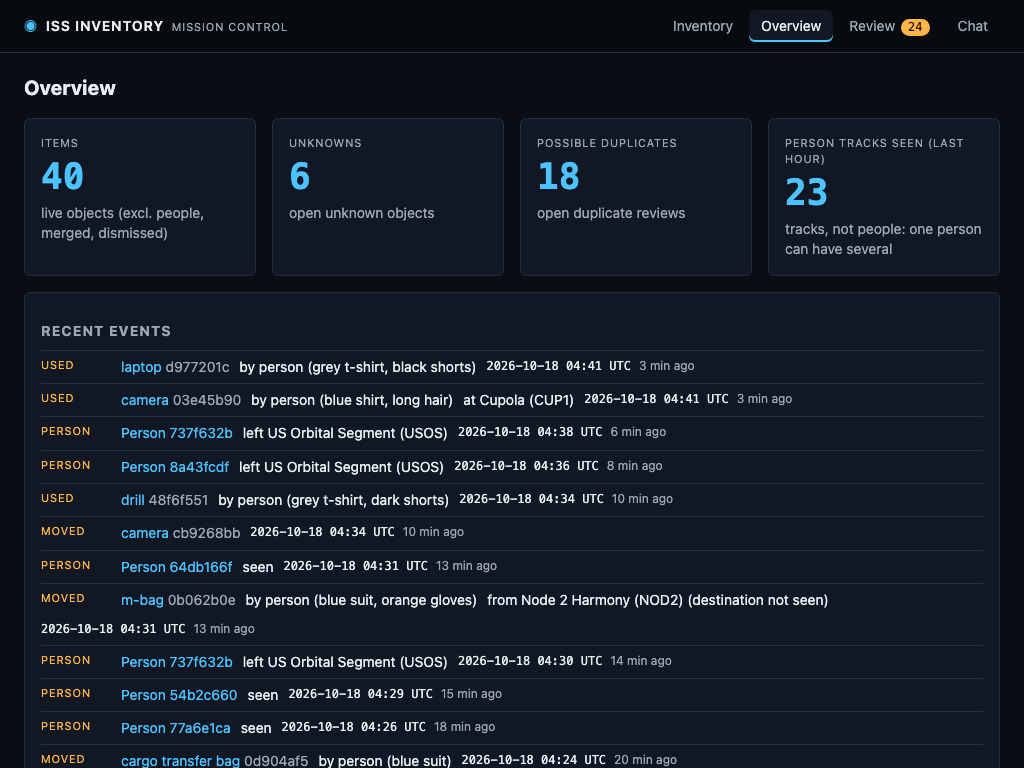 ISS INVENTORY MISSION CONTROL
Inventory Overview Review 24 Chat
Overview
ITEMS
40
live objects (excl. people,
merged, dismissed)
UNKNOWNS
6
open unknown objects
POSSIBLE DUPLICATES
18
open duplicate reviews
PERSON TRACKS SEEN (LAST
HOUR)
23
tracks, not people: one person
can have several
RECENT EVENTS
USED laptop d977201c by person (grey t-shirt, black shorts) 2026-10-18 04:41 UTC 3 min ago
USED camera 03e45b90 by person (blue shirt, long hair) at Cupola (CUP1) 2026-10-18 04:41 UTC 3 min ago
PERSON Person 737f632b left US Orbital Segment (USOS) 2026-10-18 04:38 UTC 6 min ago
PERSON Person 8a43fcdf left US Orbital Segment (USOS) 2026-10-18 04:36 UTC 8 min ago
USED drill 48f6f551 by person (grey t-shirt, dark shorts) 2026-10-18 04:34 UTC 10 min ago
MOVED camera cb9268bb 2026-10-18 04:34 UTC 10 min ago
PERSON Person 64db166f seen 2026-10-18 04:31 UTC 13 min ago
MOVED m-bag 0b062b0e by person (blue suit, orange gloves) from Node 2 Harmony (NOD2) (destination not seen)
2026-10-18 04:31 UTC 13 min ago
PERSON Person 737f632b left US Orbital Segment (USOS) 2026-10-18 04:30 UTC 14 min ago
PERSON Person 54b2c660 seen 2026-10-18 04:29 UTC 15 min ago
PERSON Person 77a6e1ca seen 2026-10-18 04:26 UTC 18 min ago
MOVED cargo transfer bag 0d904af5 by person (blue suit) 2026-10-18 04:24 UTC 20 min ago